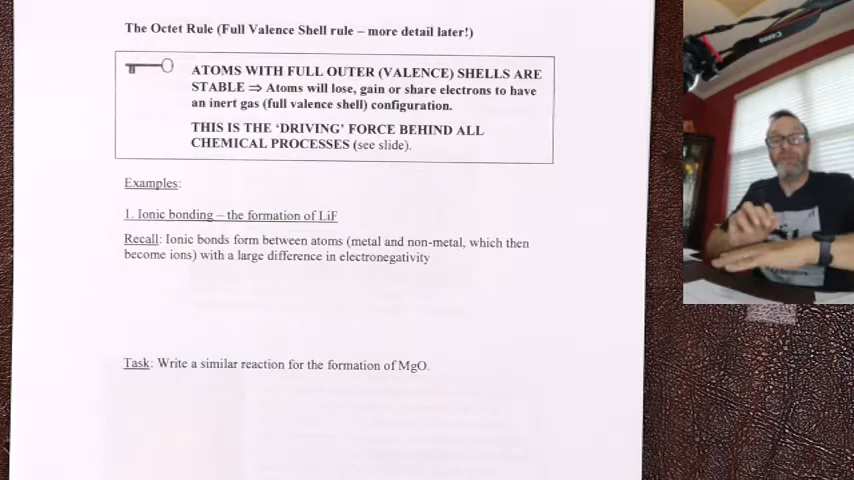 The Octet Rule (Full Valence Shell rule – more detail later!)
ATOMS WITH FULL OUTER (VALENCE) SHELLS ARE
STABLE ⇒ Atoms will lose, gain or share electrons to have
an inert gas (full valence shell) configuration.
THIS IS THE ‘DRIVING’ FORCE BEHIND ALL
CHEMICAL PROCESSES (see slide).
Examples:
1. Ionic bonding – the formation of LiF
Recall: Ionic bonds form between atoms (metal and non-metal, which then
become ions) with a large difference in electronegativity
Task: Write a similar reaction for the formation of MgO.
Canon